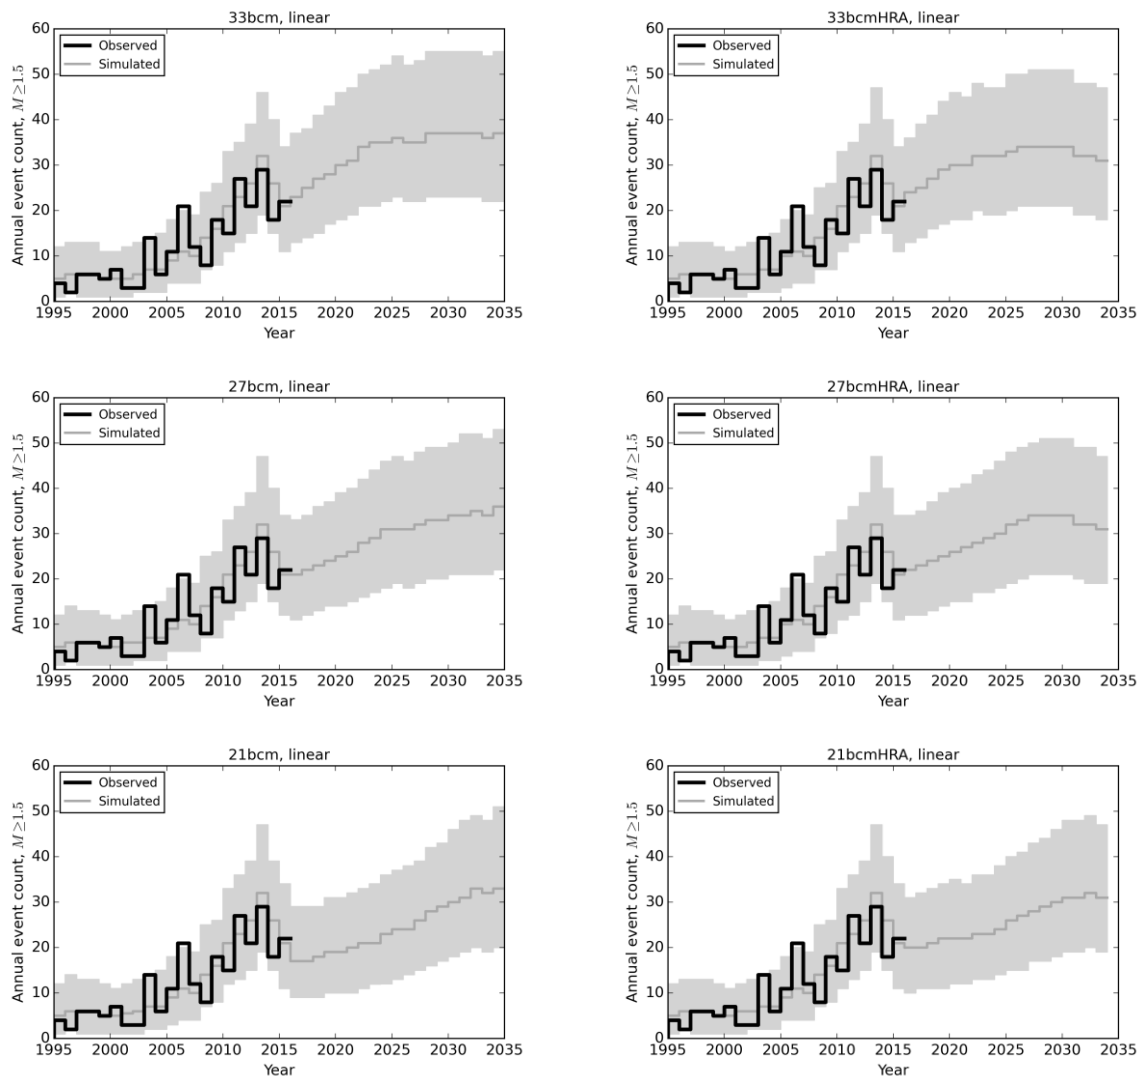 33bcm, linear
Observed
Simulated
Annual event count, M ≥1.5
60
50
40
30
20
10
0
1995 2000 2005 2010 2015 2020 2025 2030 2035
Year
33bcmHRA, linear
Observed
Simulated
Annual event count, M ≥1.5
60
50
40
30
20
10
0
1995 2000 2005 2010 2015 2020 2025 2030 2035
Year
27bcm, linear
Observed
Simulated
Annual event count, M ≥1.5
60
50
40
30
20
10
0
1995 2000 2005 2010 2015 2020 2025 2030 2035
Year
27bcmHRA, linear
Observed
Simulated
Annual event count, M ≥1.5
60
50
40
30
20
10
0
1995 2000 2005 2010 2015 2020 2025 2030 2035
Year
21bcm, linear
Observed
Simulated
Annual event count, M ≥1.5
60
50
40
30
20
10
0
1995 2000 2005 2010 2015 2020 2025 2030 2035
Year
21bcmHRA, linear
Observed
Simulated
Annual event count, M ≥1.5
60
50
40
30
20
10
0
1995 2000 2005 2010 2015 2020 2025 2030 2035
Year